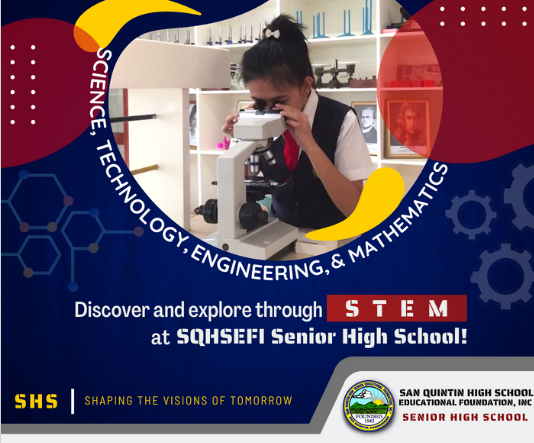 SCIENCE, TECHNOLOGY, ENGINEERING, & MATHEMATICS
Discover and explore through STEM
at SQHSEFI Senior High School!
SHS | SHAPING THE VISIONS OF TOMORROW
FOUNDED
1945
SAN QUINTIN HIGH SCHOOL
EDUCATIONAL FOUNDATION, INC
SENIOR HIGH SCHOOL